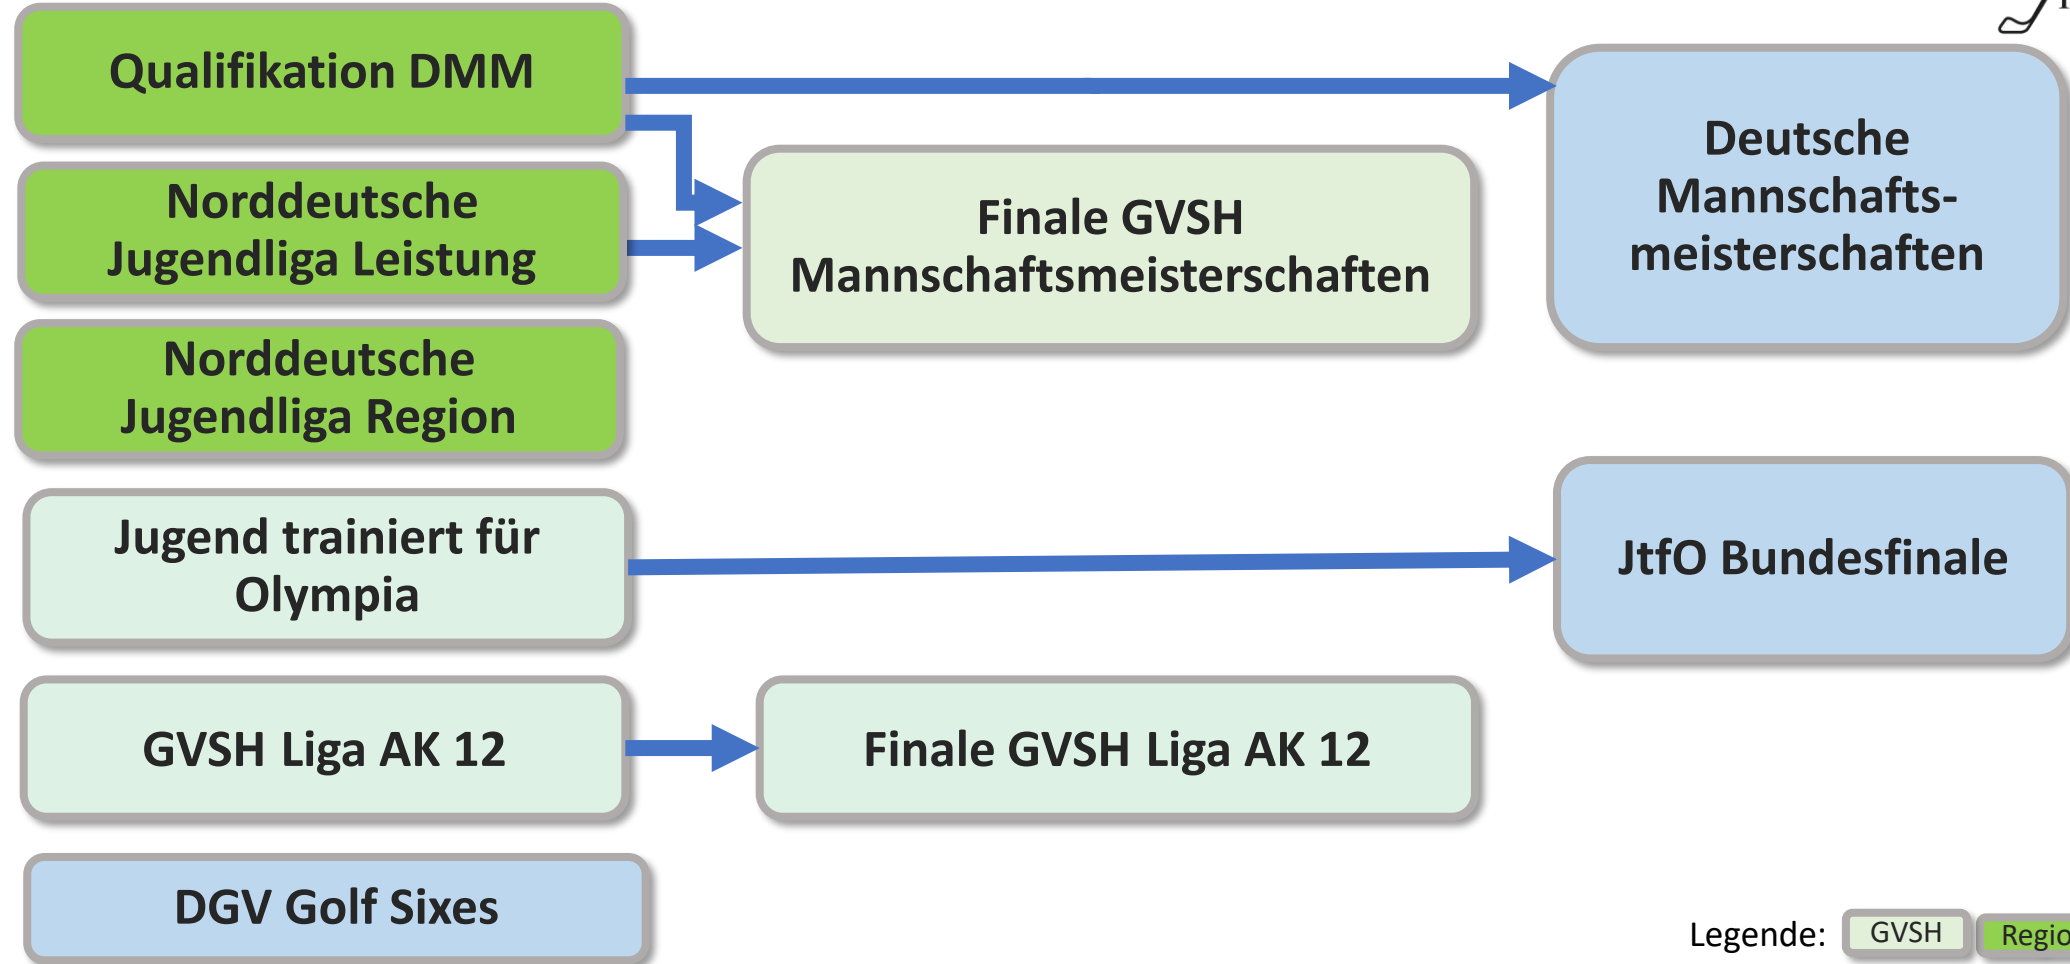 Qualifikation DMM
Norddeutsche
Jugendliga Leistung
Norddeutsche
Jugendliga Region
Jugend trainiert für
Olympia
GVSH Liga AK 12
DGV Golf Sixes
Finale GVSH
Mannschaftsmeisterschaften
Finale GVSH Liga AK 12
Deutsche
Mannschafts-
meisterschaften
JtfO Bundesfinale
Legende: GVSH Regio